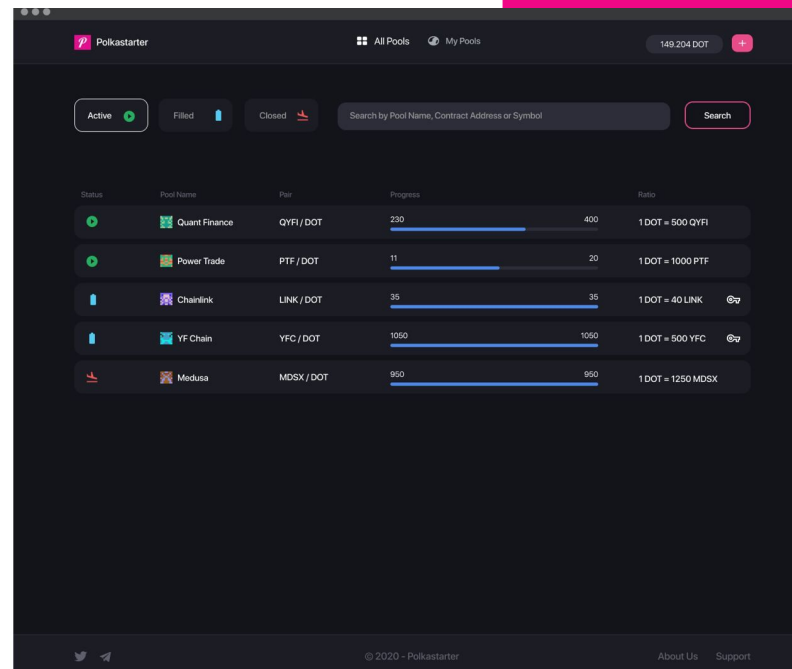 Polkastarter All Pools My Pools 149.204 DOT +
Active Filled Closed Search by Pool Name, Contract Address or Symbol Search
Status Pool Name Pair Progress Ratio
Quant Finance QYFI / DOT 230 400 1 DOT = 500 QYFI
Power Trade PTF / DOT 11 20 1 DOT = 1000 PTF
Chainlink LINK / DOT 35 35 1 DOT = 40 LINK
YF Chain YFC / DOT 1050 1050 1 DOT = 500 YFC
Medusa MDSX / DOT 950 950 1 DOT = 1250 MDSX
© 2020 - Polkastarter About Us Support